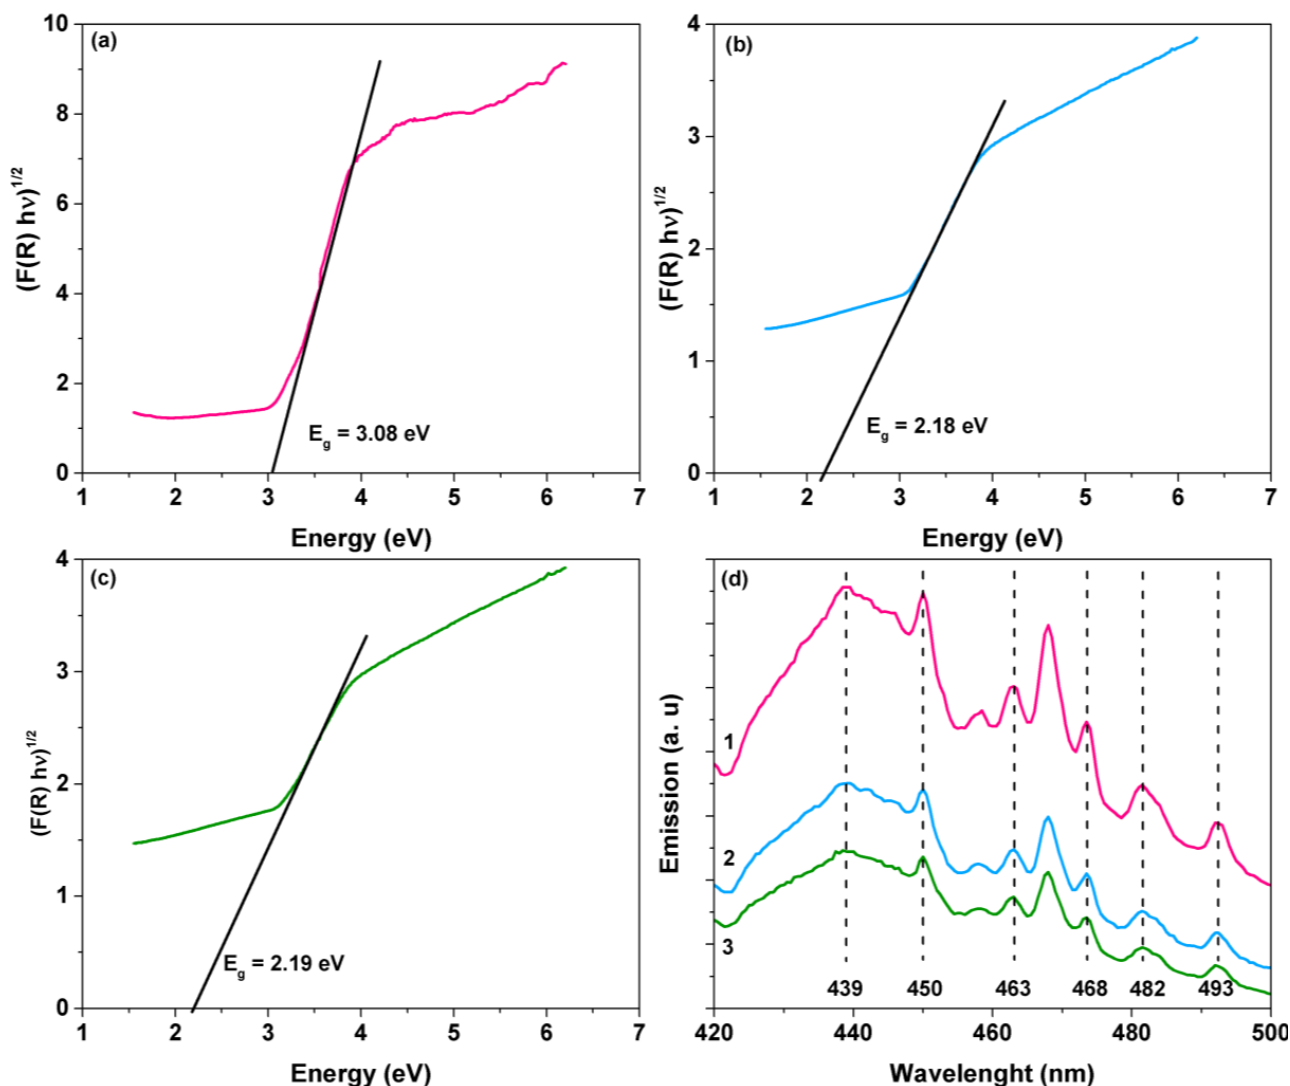 (a)
10
8
6
4
2
0
(F(R) hν)1/2
Eg = 3.08 eV
1 2 3 4 5 6 7
Energy (eV)
(b)
4
3
2
1
0
(F(R) hν)1/2
Eg = 2.18 eV
1 2 3 4 5 6 7
Energy (eV)
(c)
4
3
2
1
0
(F(R) hν)1/2
Eg = 2.19 eV
1 2 3 4 5 6 7
Energy (eV)
(d)
Emission (a. u)
1
2
3
439 450 463 468 482 493
420 440 460 480 500
Wavelenght (nm)